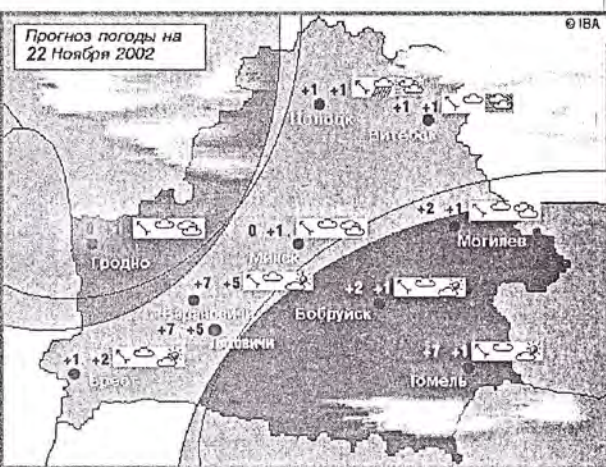 Прогноз погоды на
22 Ноября 2002
© IBA
+1 +1
Полоцк
+1 +1
Витебск
+2 +1
Могилев
0 +1
Минск
Гродно
+7 +5
Барановичи
+7 +5
+2 +1
Бобруйск
+1 +2
Брест
+7 +1
Гомель